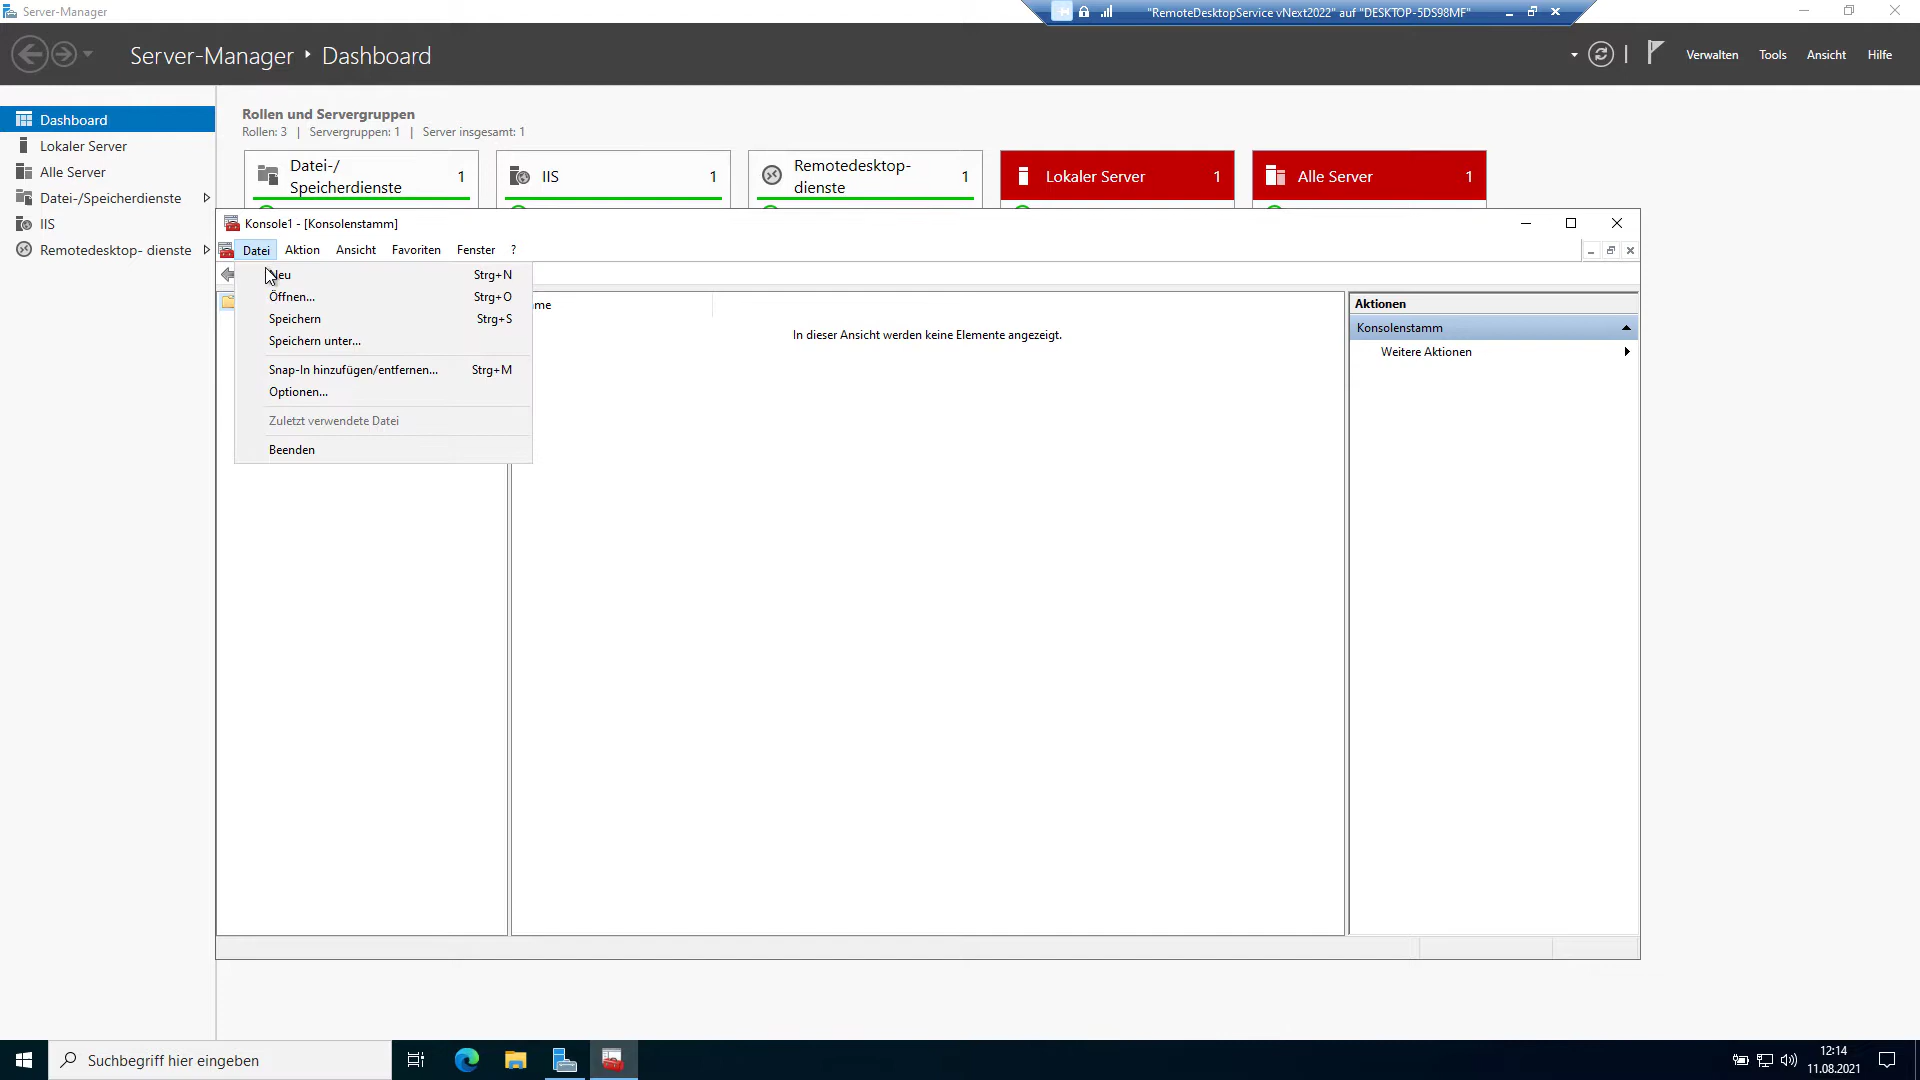 Server-Manager
"RemoteDesktopService vNext2022" auf "DESKTOP-5DS98MF"
Server-Manager ‣ Dashboard
Verwalten Tools Ansicht Hilfe
Dashboard
Lokaler Server
Alle Server
Datei-/Speicherdienste
IIS
Remotedesktop- dienste
Rollen und Servergruppen
Rollen: 3 | Servergruppen: 1 | Server insgesamt: 1
Datei-/
Speicherdienste 1
IIS 1
Remotedesktop-
dienste 1
Lokaler Server 1
Alle Server 1
Konsole1 - [Konsolenstamm]
Datei Aktion Ansicht Favoriten Fenster ?
Neu Strg+N
Öffnen... Strg+O
Speichern Strg+S
Speichern unter...
Snap-In hinzufügen/entfernen... Strg+M
Optionen...
Zuletzt verwendete Datei
Beenden
me
In dieser Ansicht werden keine Elemente angezeigt.
Aktionen
Konsolenstamm
Weitere Aktionen
Suchbegriff hier eingeben
12:14
11.08.2021